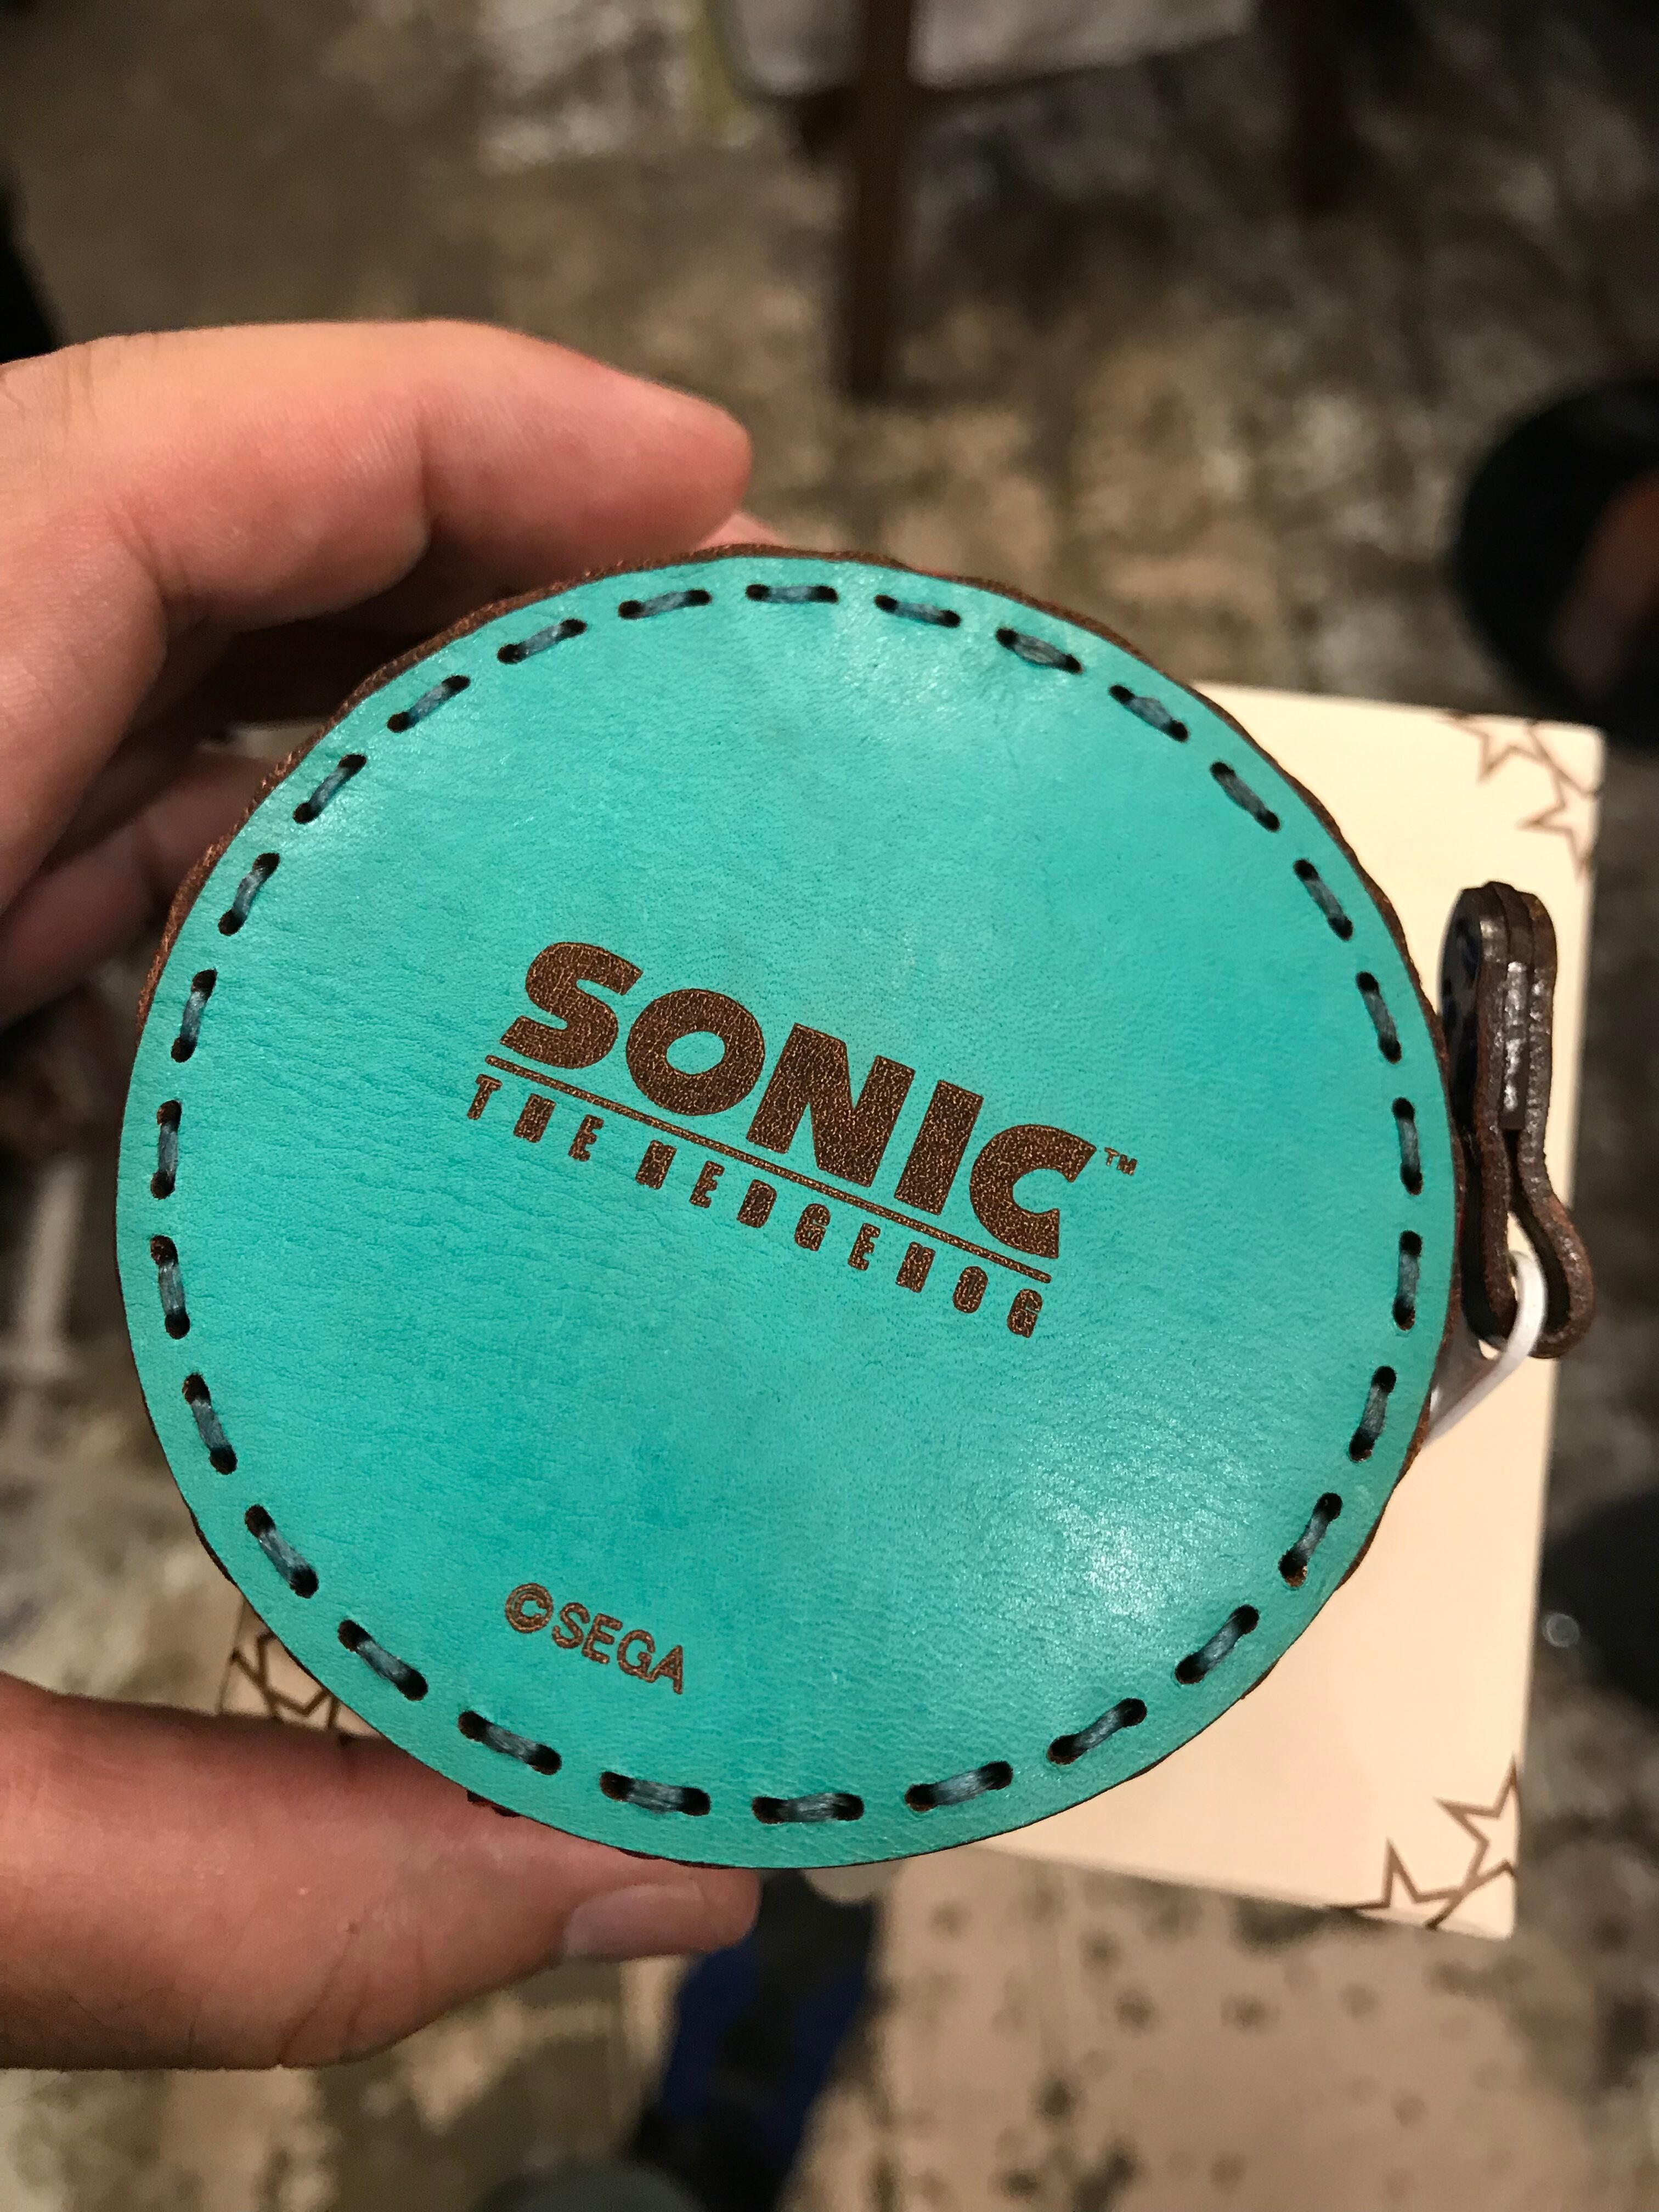 SONIC™
THE HEDGEHOG
©SEGA